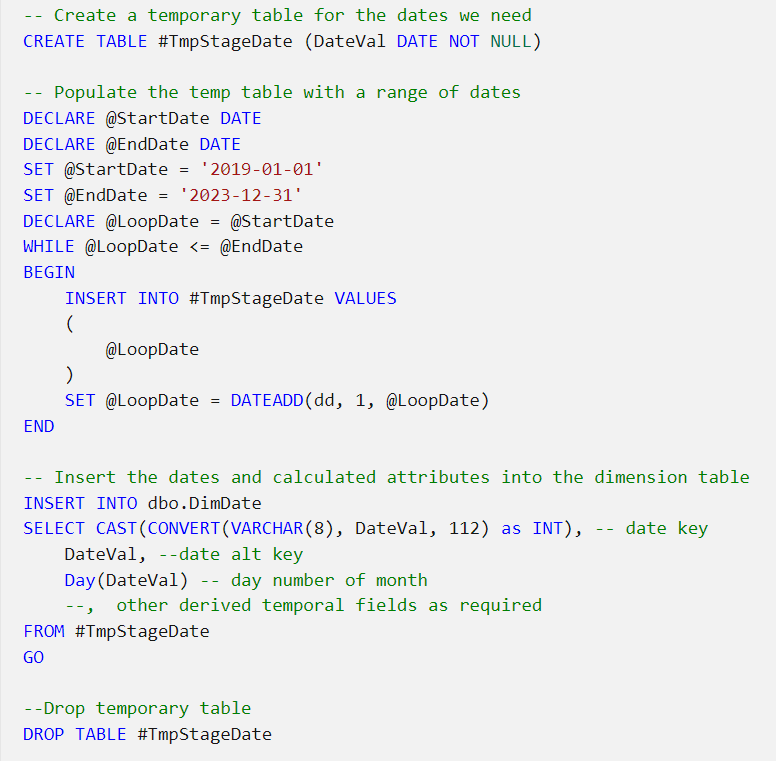 -- Create a temporary table for the dates we need
CREATE TABLE #TmpStageDate (DateVal DATE NOT NULL)

-- Populate the temp table with a range of dates
DECLARE @StartDate DATE
DECLARE @EndDate DATE
SET @StartDate = '2019-01-01'
SET @EndDate = '2023-12-31'
DECLARE @LoopDate = @StartDate
WHILE @LoopDate <= @EndDate
BEGIN
    INSERT INTO #TmpStageDate VALUES
    (
        @LoopDate
    )
    SET @LoopDate = DATEADD(dd, 1, @LoopDate)
END

-- Insert the dates and calculated attributes into the dimension table
INSERT INTO dbo.DimDate
SELECT CAST(CONVERT(VARCHAR(8), DateVal, 112) as INT), -- date key
    DateVal, --date alt key
    Day(DateVal) -- day number of month
    --,  other derived temporal fields as required
FROM #TmpStageDate
GO

--Drop temporary table
DROP TABLE #TmpStageDate